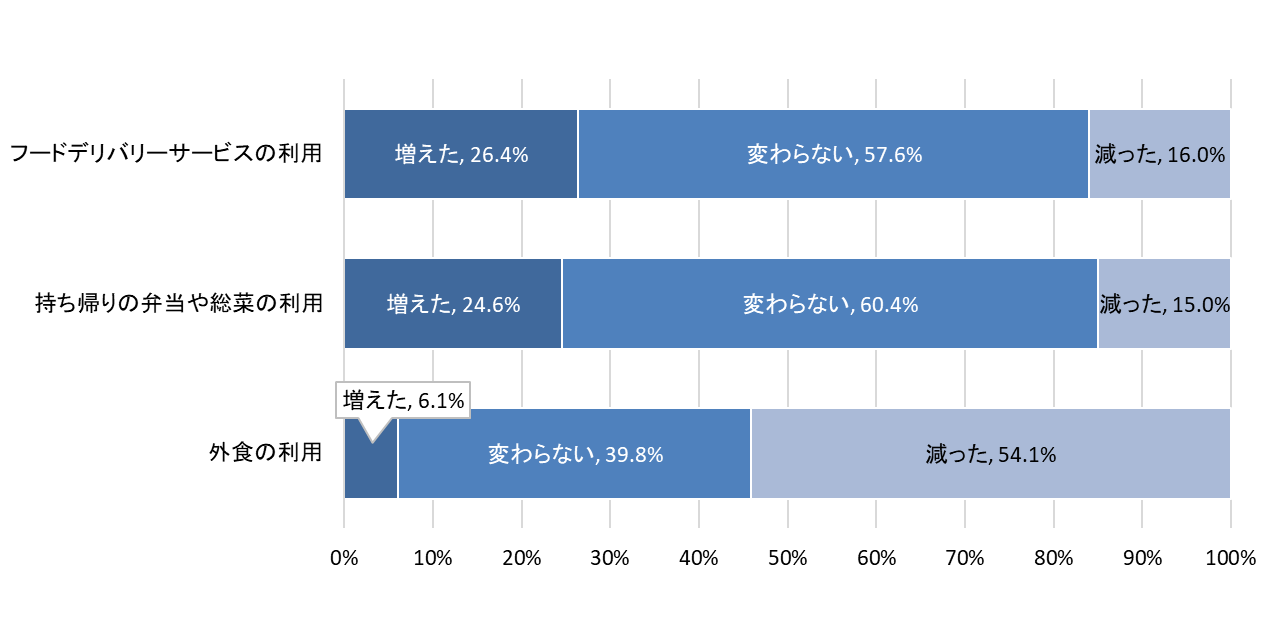 フードデリバリーサービスの利用
増えた, 26.4%
変わらない, 57.6%
減った, 16.0%
持ち帰りの弁当や総菜の利用
増えた, 24.6%
変わらない, 60.4%
減った, 15.0%
増えた, 6.1%
外食の利用
変わらない, 39.8%
減った, 54.1%
0% 10% 20% 30% 40% 50% 60% 70% 80% 90% 100%